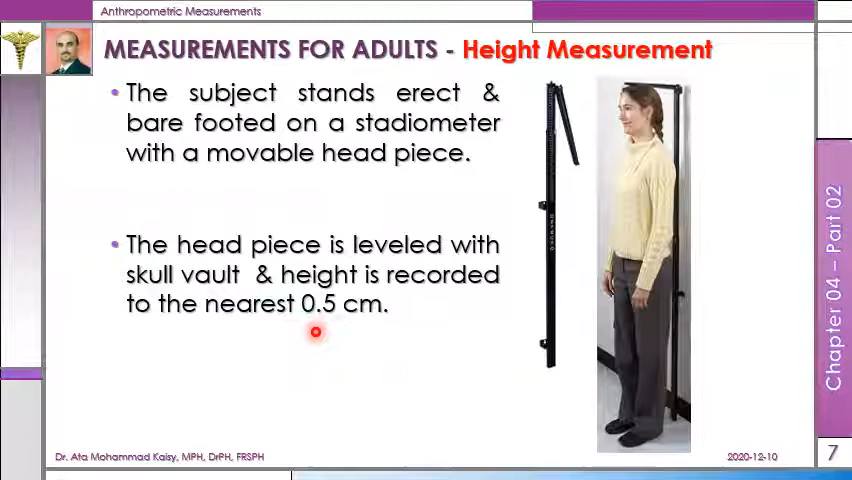 Anthropometric Measurements
MEASUREMENTS FOR ADULTS - Height Measurement
• The subject stands erect &
bare footed on a stadiometer
with a movable head piece.
• The head piece is leveled with
skull vault & height is recorded
to the nearest 0.5 cm.
Chapter 04 – Part 02
Dr. Ata Mohammad Kaisy, MPH, DrPH, FRSPH
2020-12-10
7